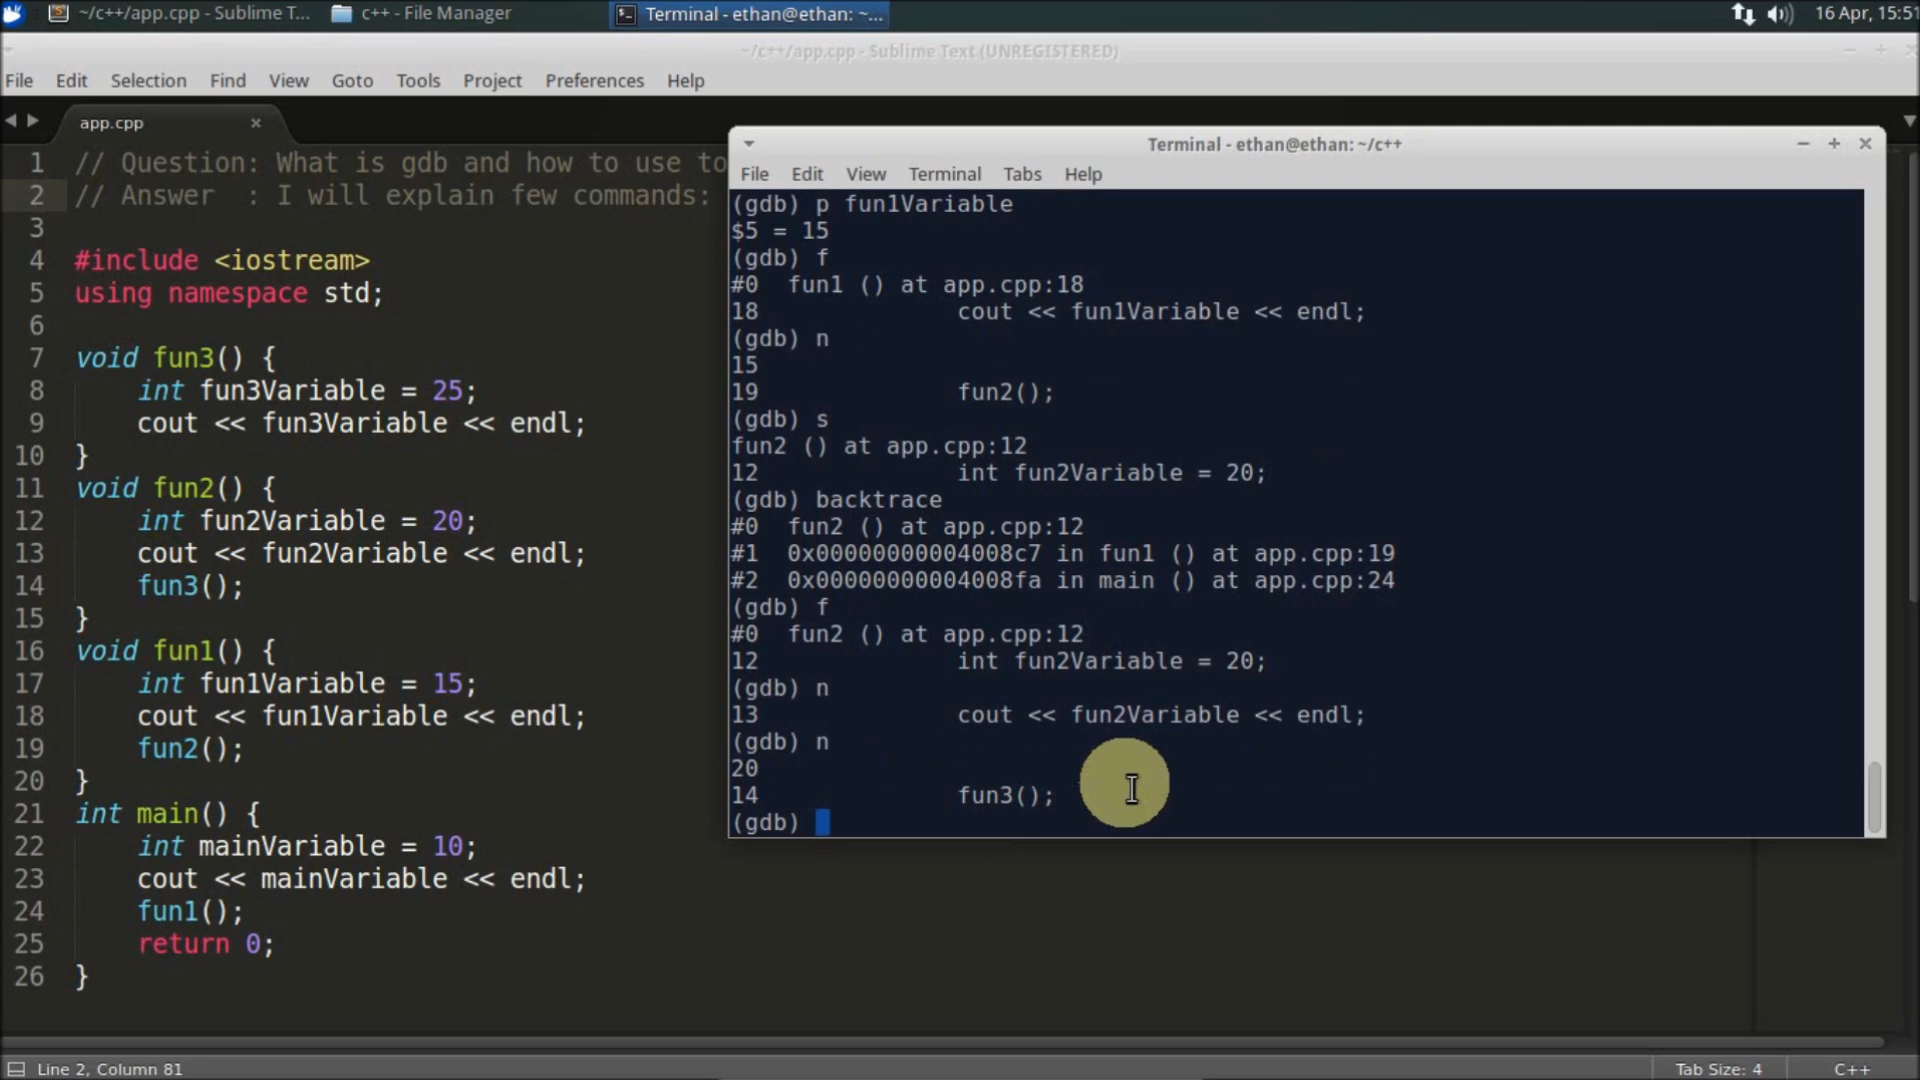 ~/c++/app.cpp - Sublime T...
c++ - File Manager
Terminal - ethan@ethan: ~...
16 Apr, 15:51
~/c++/app.cpp - Sublime Text (UNREGISTERED)
File Edit Selection Find View Goto Tools Project Preferences Help
app.cpp
1 // Question: What is gdb and how to use to
2 // Answer  : I will explain few commands:
3
4 #include <iostream>
5 using namespace std;
6
7 void fun3() {
8     int fun3Variable = 25;
9     cout << fun3Variable << endl;
10 }
11 void fun2() {
12     int fun2Variable = 20;
13     cout << fun2Variable << endl;
14     fun3();
15 }
16 void fun1() {
17     int fun1Variable = 15;
18     cout << fun1Variable << endl;
19     fun2();
20 }
21 int main() {
22     int mainVariable = 10;
23     cout << mainVariable << endl;
24     fun1();
25     return 0;
26 }
Terminal - ethan@ethan: ~/c++
File Edit View Terminal Tabs Help
(gdb) p fun1Variable
$5 = 15
(gdb) f
#0  fun1 () at app.cpp:18
18              cout << fun1Variable << endl;
(gdb) n
15
19              fun2();
(gdb) s
fun2 () at app.cpp:12
12              int fun2Variable = 20;
(gdb) backtrace
#0  fun2 () at app.cpp:12
#1  0x00000000004008c7 in fun1 () at app.cpp:19
#2  0x00000000004008fa in main () at app.cpp:24
(gdb) f
#0  fun2 () at app.cpp:12
12              int fun2Variable = 20;
(gdb) n
13              cout << fun2Variable << endl;
(gdb) n
20
14              fun3();
(gdb)
Line 2, Column 81
Tab Size: 4
C++